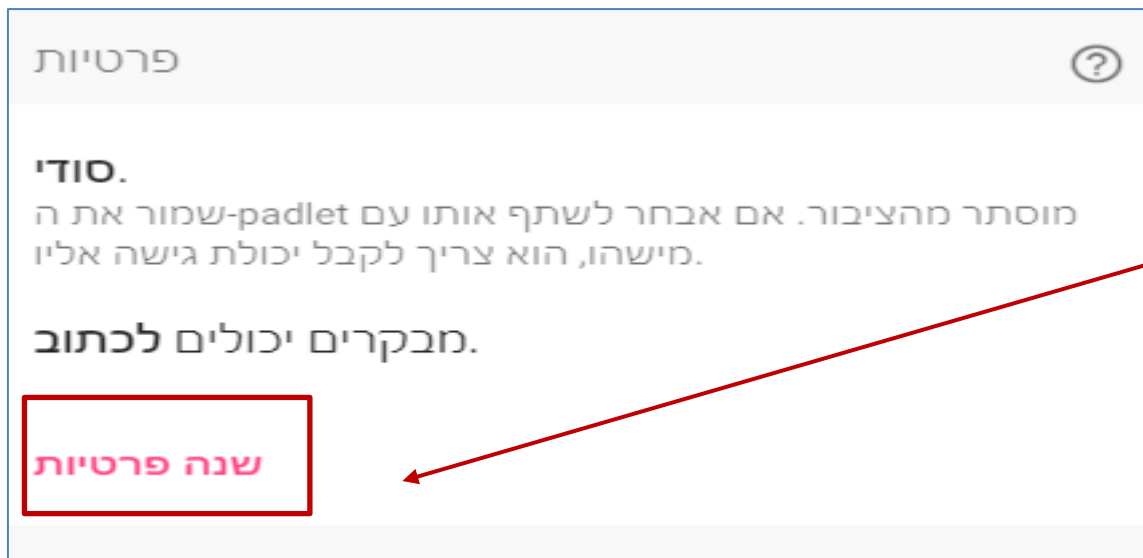 פרטיות
סודי.
שמור את ה-padlet מוסתר מהציבור. אם אבחר לשתף אותו עם
מישהו, הוא צריך לקבל יכולת גישה אליו.
מבקרים יכולים לכתוב.
שנה פרטיות